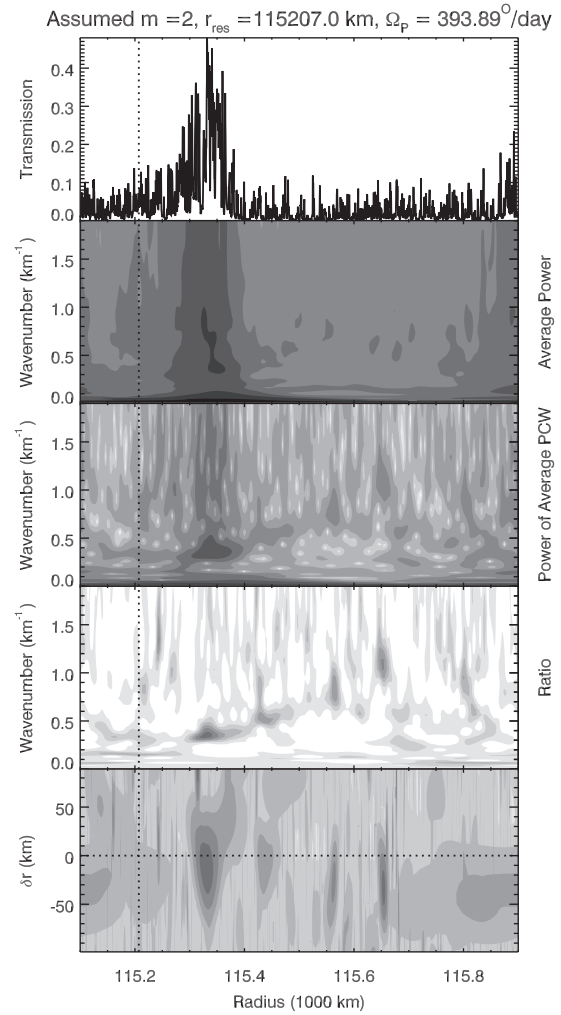 Assumed m =2, r_res =115207.0 km, Ω_P = 393.89^O/day
Transmission
0.4
0.3
0.2
0.1
0.0
Wavenumber (km^-1)
1.5
1.0
0.5
0.0
Average Power
Wavenumber (km^-1)
1.5
1.0
0.5
0.0
Power of Average PCW
Wavenumber (km^-1)
1.5
1.0
0.5
0.0
Ratio
δr (km)
50
0
-50
115.2 115.4 115.6 115.8
Radius (1000 km)